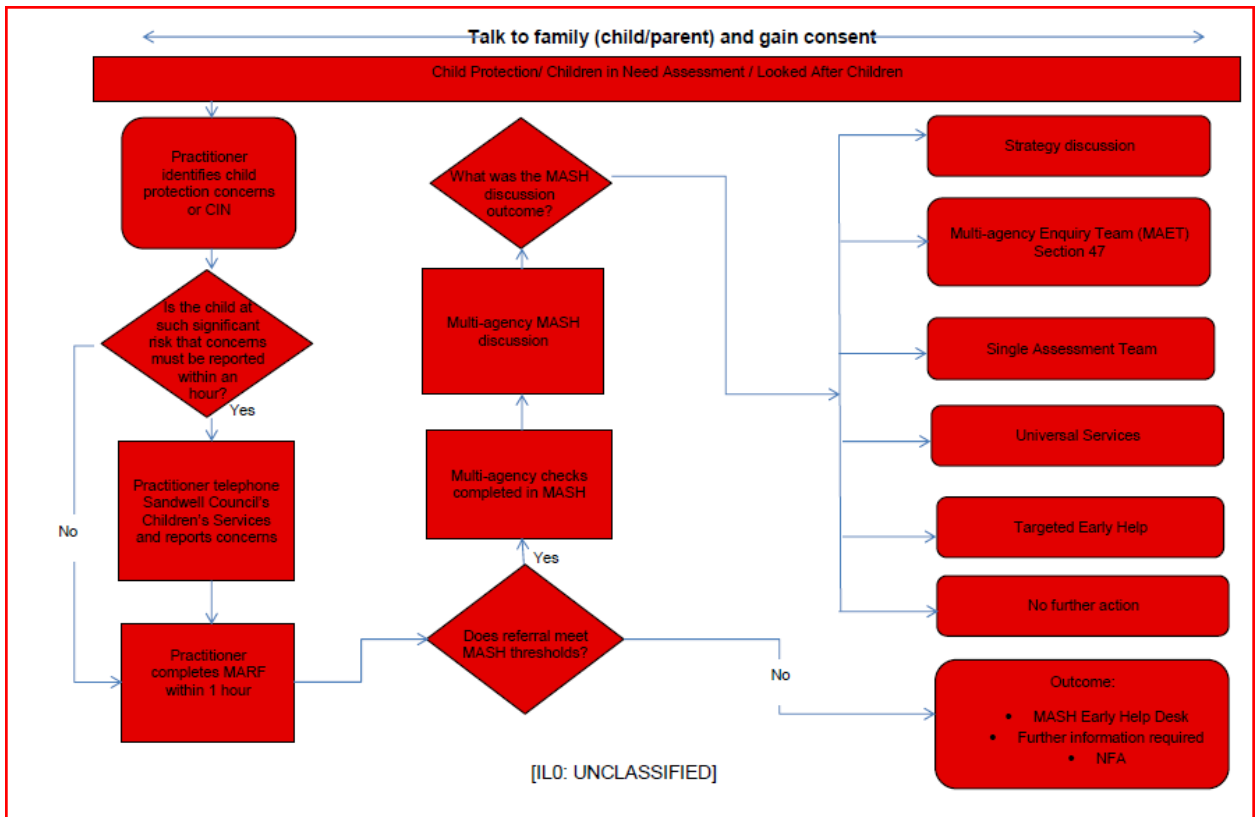 Talk to family (child/parent) and gain consent
Child Protection/ Children in Need Assessment / Looked After Children
Practitioner
identifies child
protection concerns
or CIN
Is the child at
such significant
risk that concerns
must be reported
within an
hour?
Yes
No
Practitioner telephone
Sandwell Council's
Children's Services
and reports concerns
Practitioner
completes MARF
within 1 hour
Does referral meet
MASH thresholds?
Yes
No
Multi-agency checks
completed in MASH
Multi-agency MASH
discussion
What was the MASH
discussion
outcome?
Strategy discussion
Multi-agency Enquiry Team (MAET)
Section 47
Single Assessment Team
Universal Services
Targeted Early Help
No further action
Outcome:
• MASH Early Help Desk
• Further information required
• NFA
[IL0: UNCLASSIFIED]